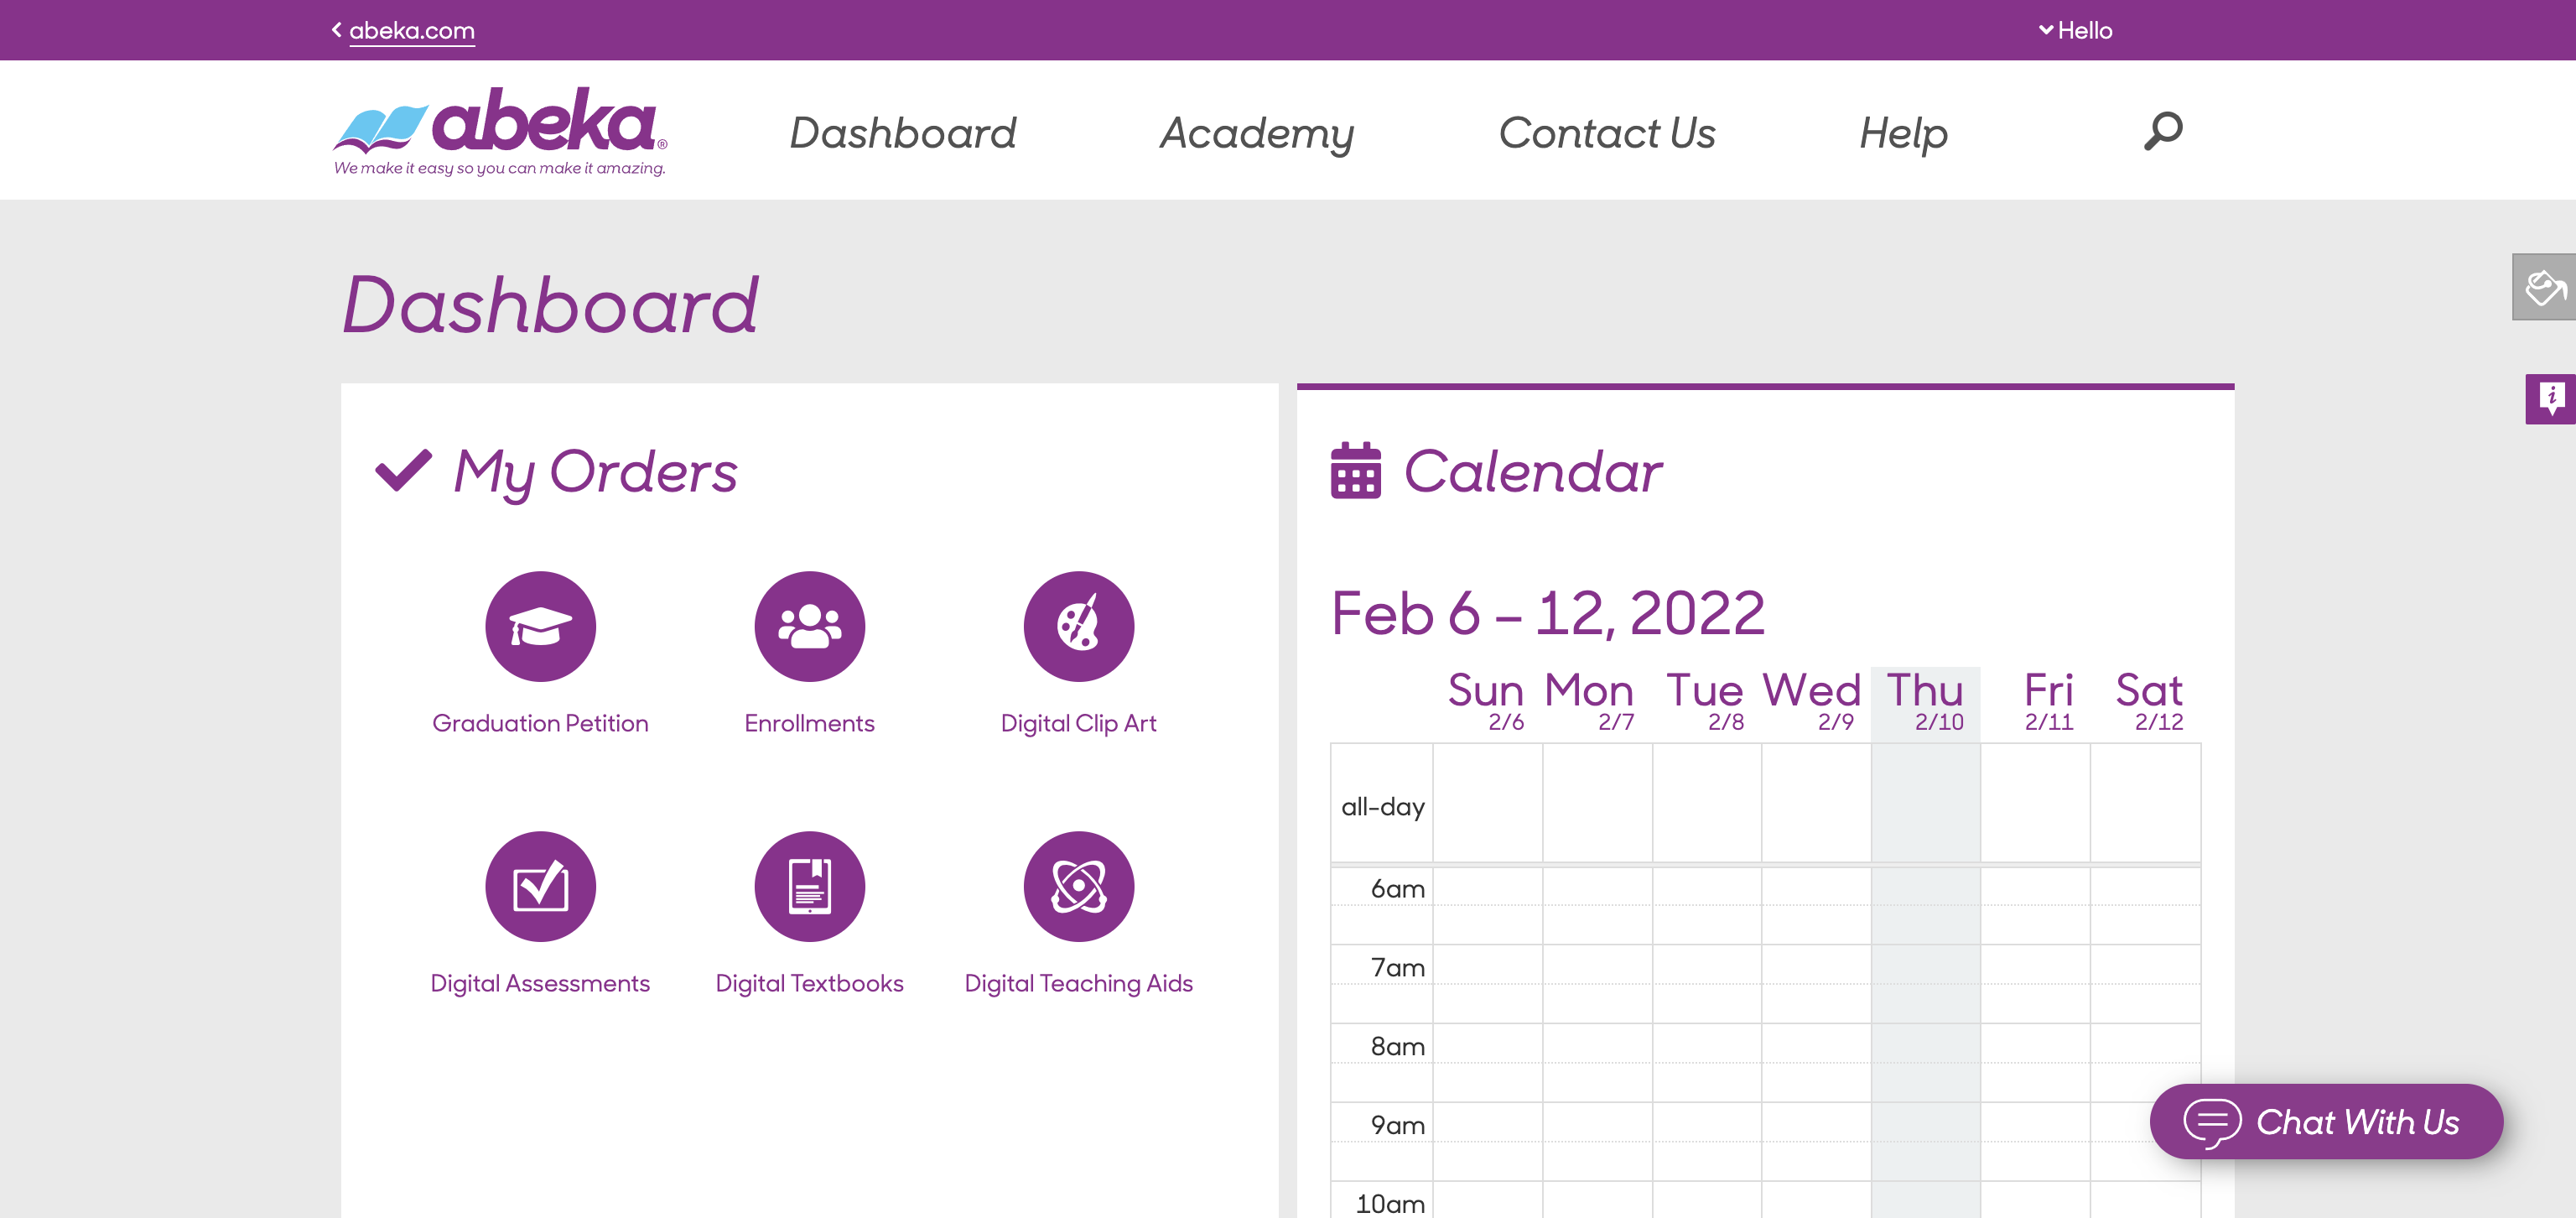 abeka.com
Hello
abeka®
We make it easy so you can make it amazing.
Dashboard
Academy
Contact Us
Help
Dashboard
My Orders
Graduation Petition
Enrollments
Digital Clip Art
Digital Assessments
Digital Textbooks
Digital Teaching Aids
Calendar
Feb 6 – 12, 2022
Sun Mon Tue Wed Thu Fri Sat
2/6 2/7 2/8 2/9 2/10 2/11 2/12
all-day
6am
7am
8am
9am
10am
i
Chat With Us